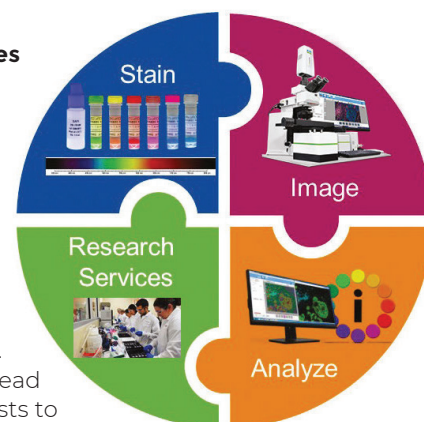 es
Stain
Image
Research
Services
Analyze
i
ead
sts to